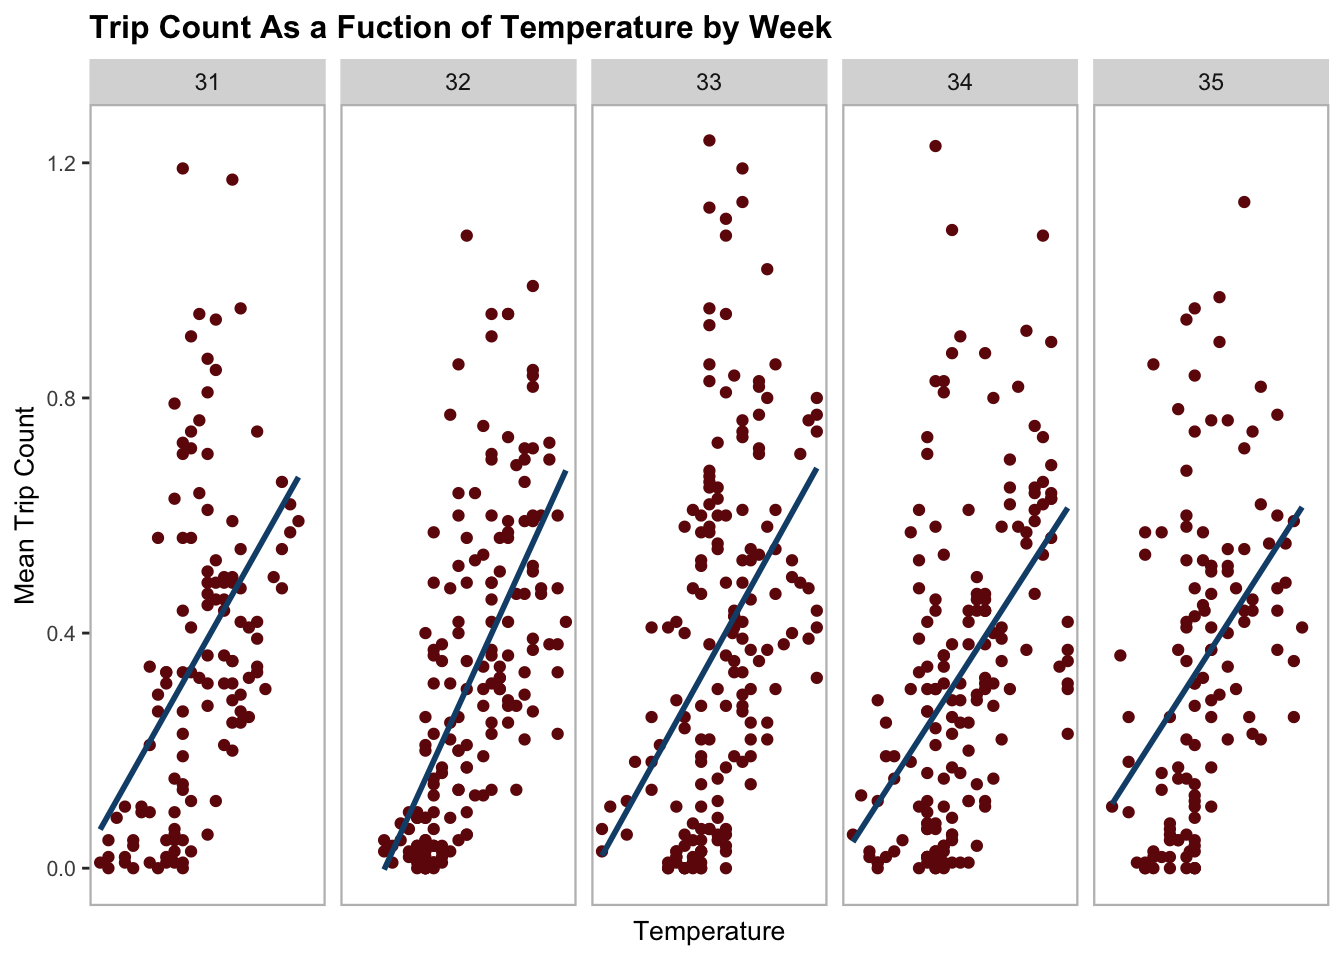 Trip Count As a Fuction of Temperature by Week
31 32 33 34 35
1.2
0.8
0.4
0.0
Mean Trip Count
Temperature